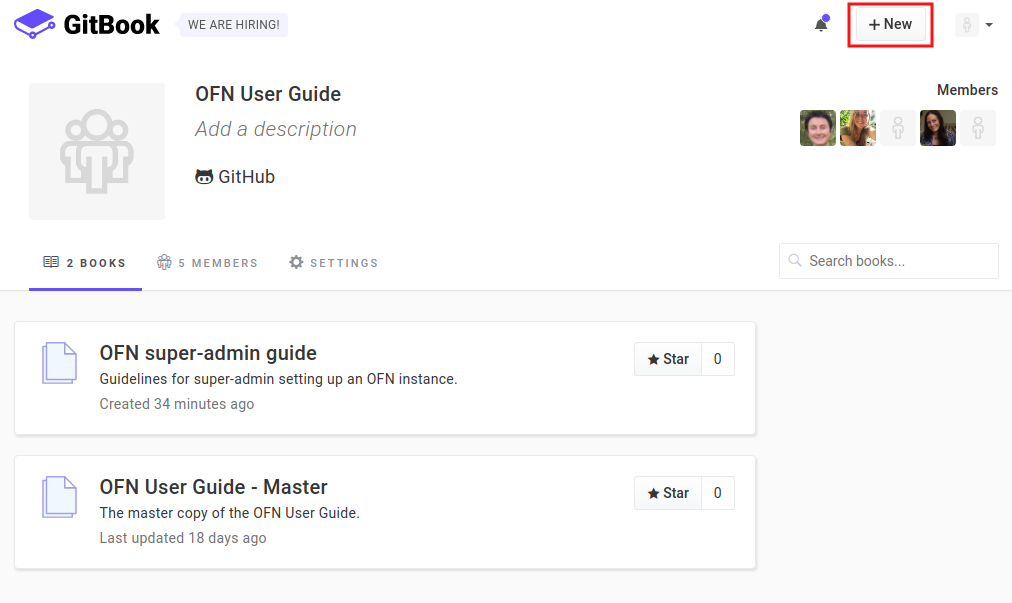 GitBook WE ARE HIRING! + New
OFN User Guide
Add a description
GitHub
Members
2 BOOKS 5 MEMBERS SETTINGS Search books...
OFN super-admin guide
Guidelines for super-admin setting up an OFN instance.
Created 34 minutes ago
Star 0
OFN User Guide - Master
The master copy of the OFN User Guide.
Last updated 18 days ago
Star 0